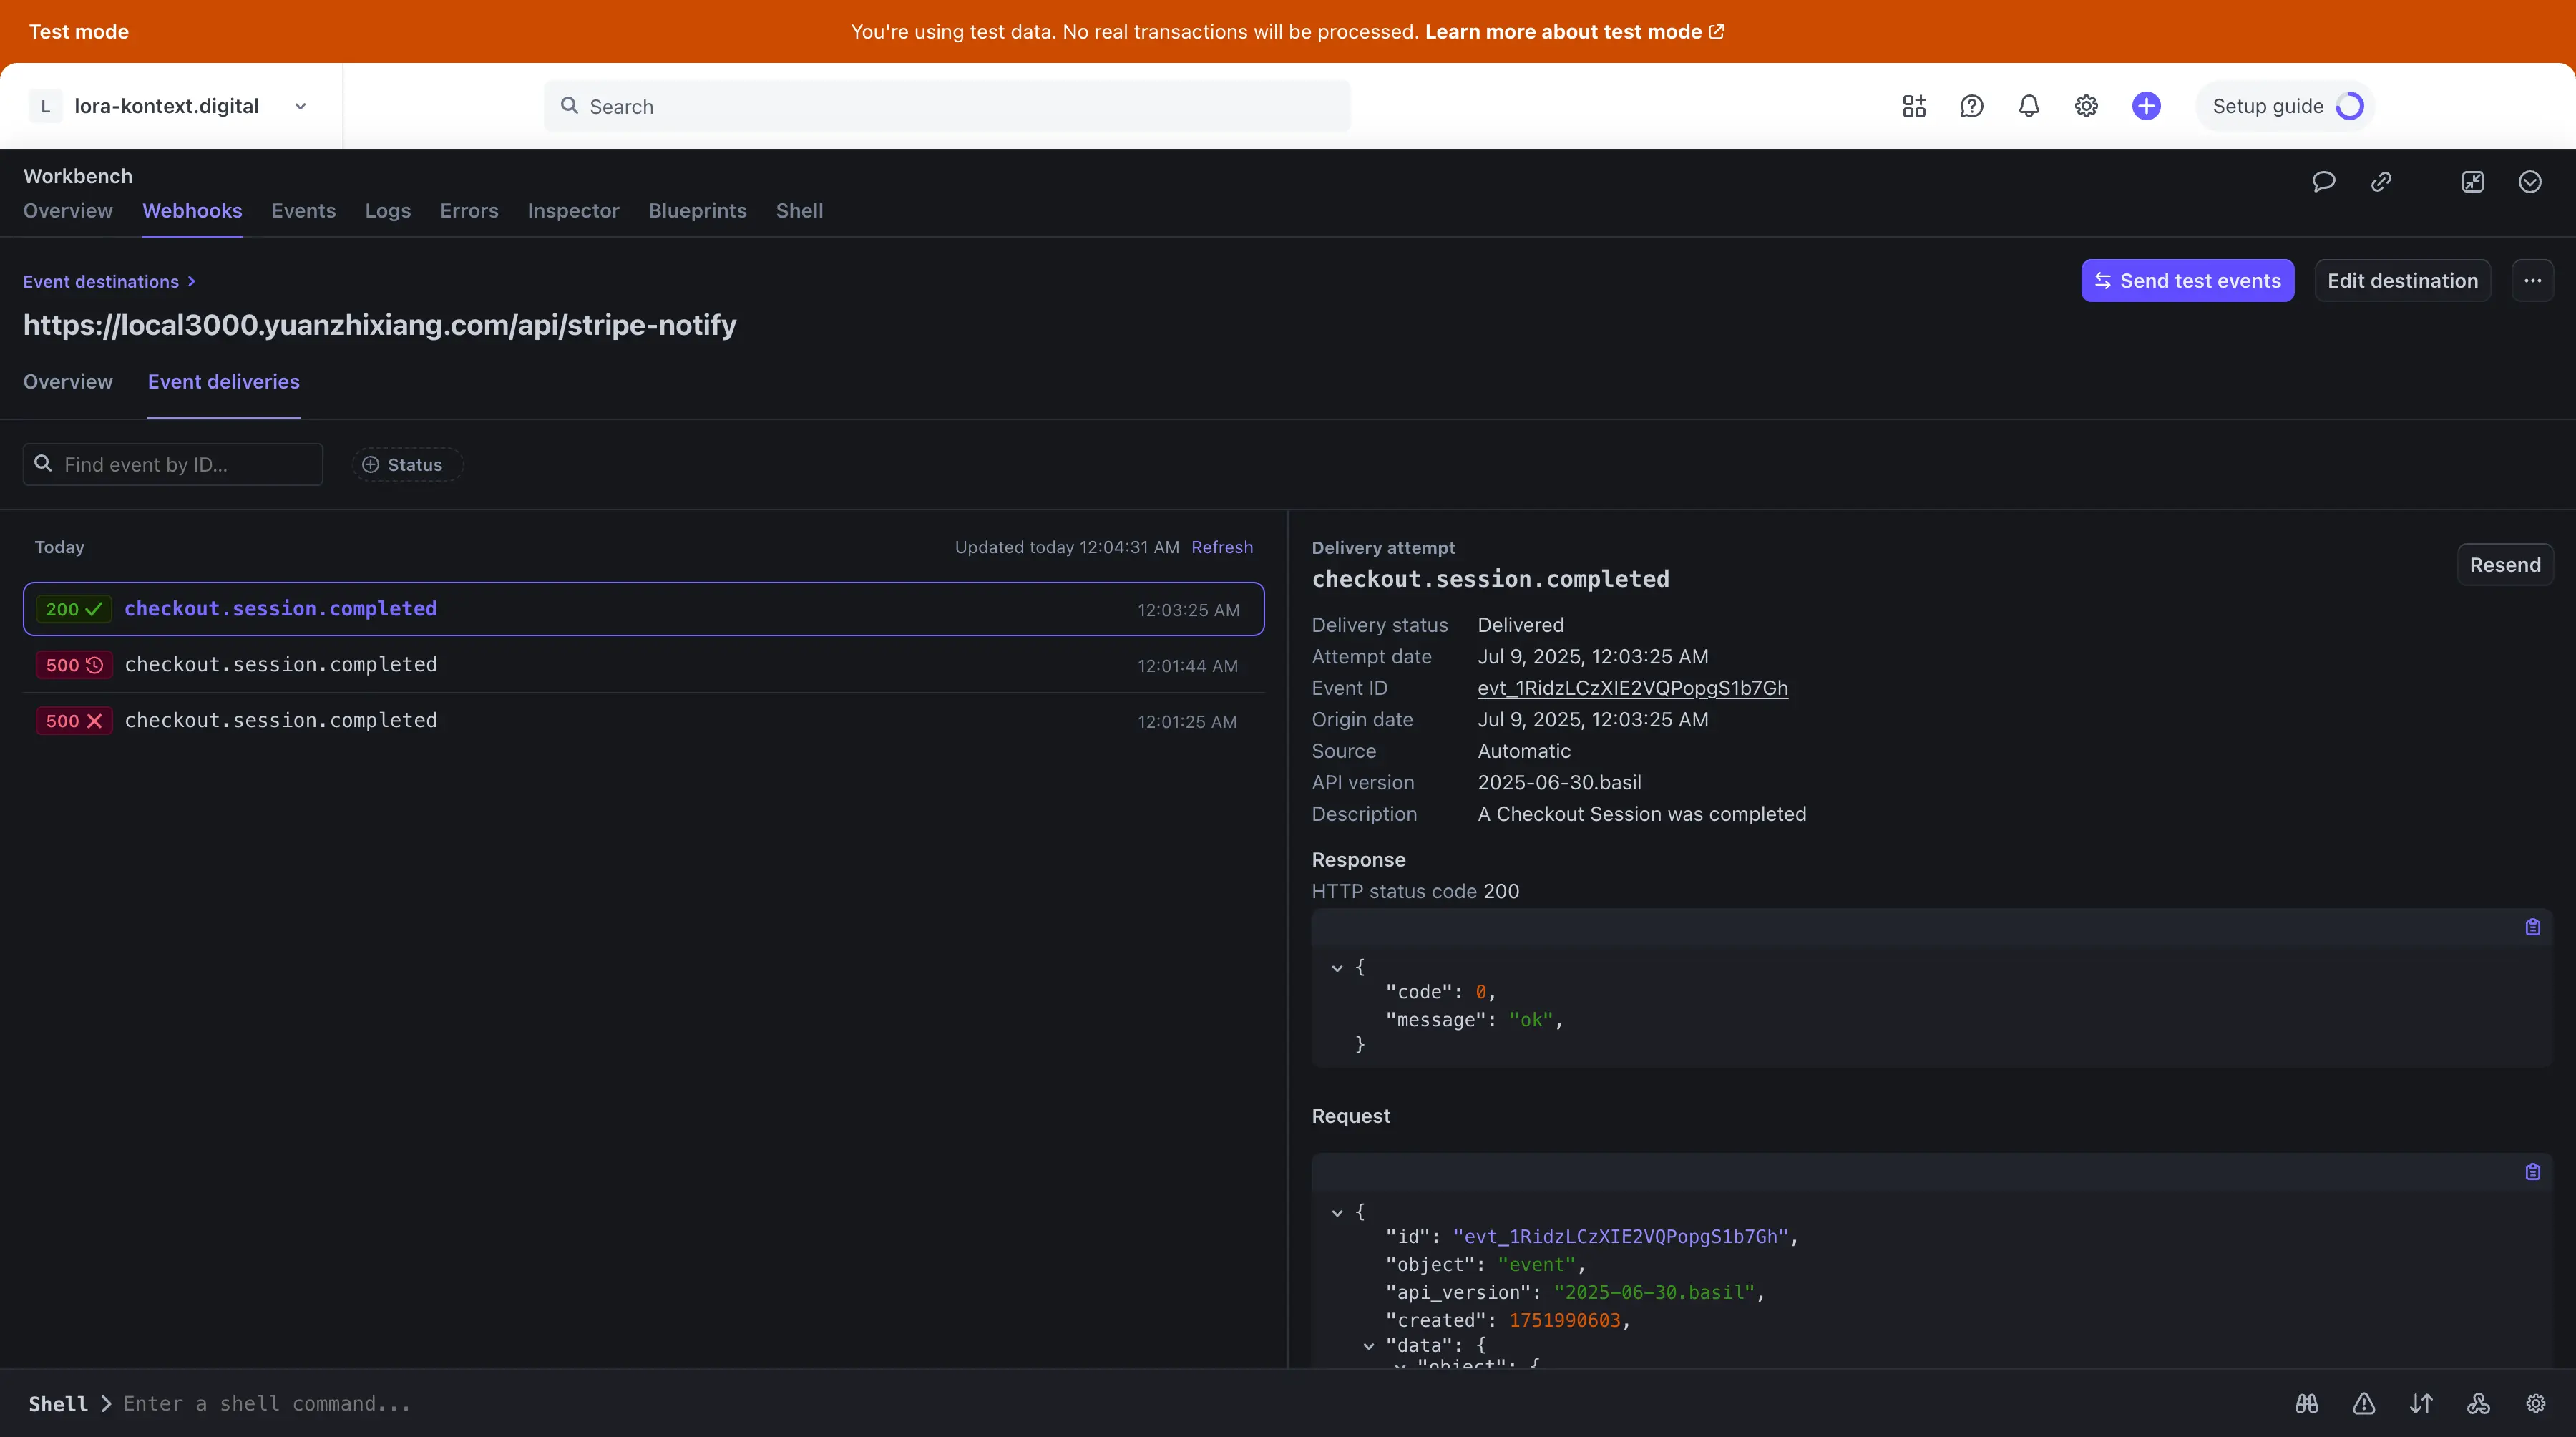 Test mode
You're using test data. No real transactions will be processed. Learn more about test mode
L lora-kontext.digital
Search
Setup guide
Workbench
Overview Webhooks Events Logs Errors Inspector Blueprints Shell
Event destinations
Send test events Edit destination
https://local3000.yuanzhixiang.com/api/stripe-notify
Overview Event deliveries
Find event by ID...
Status
Today
Updated today 12:04:31 AM Refresh
200 checkout.session.completed 12:03:25 AM
500 checkout.session.completed 12:01:44 AM
500 checkout.session.completed 12:01:25 AM
Delivery attempt
checkout.session.completed
Resend
Delivery status Delivered
Attempt date Jul 9, 2025, 12:03:25 AM
Event ID evt_1RidzLCzXIE2VQPopgS1b7Gh
Origin date Jul 9, 2025, 12:03:25 AM
Source Automatic
API version 2025-06-30.basil
Description A Checkout Session was completed
Response
HTTP status code 200
{
"code": 0,
"message": "ok",
}
Request
{
"id": "evt_1RidzLCzXIE2VQPopgS1b7Gh",
"object": "event",
"api_version": "2025-06-30.basil",
"created": 1751990603,
"data": {
"object": {
Shell > Enter a shell command...